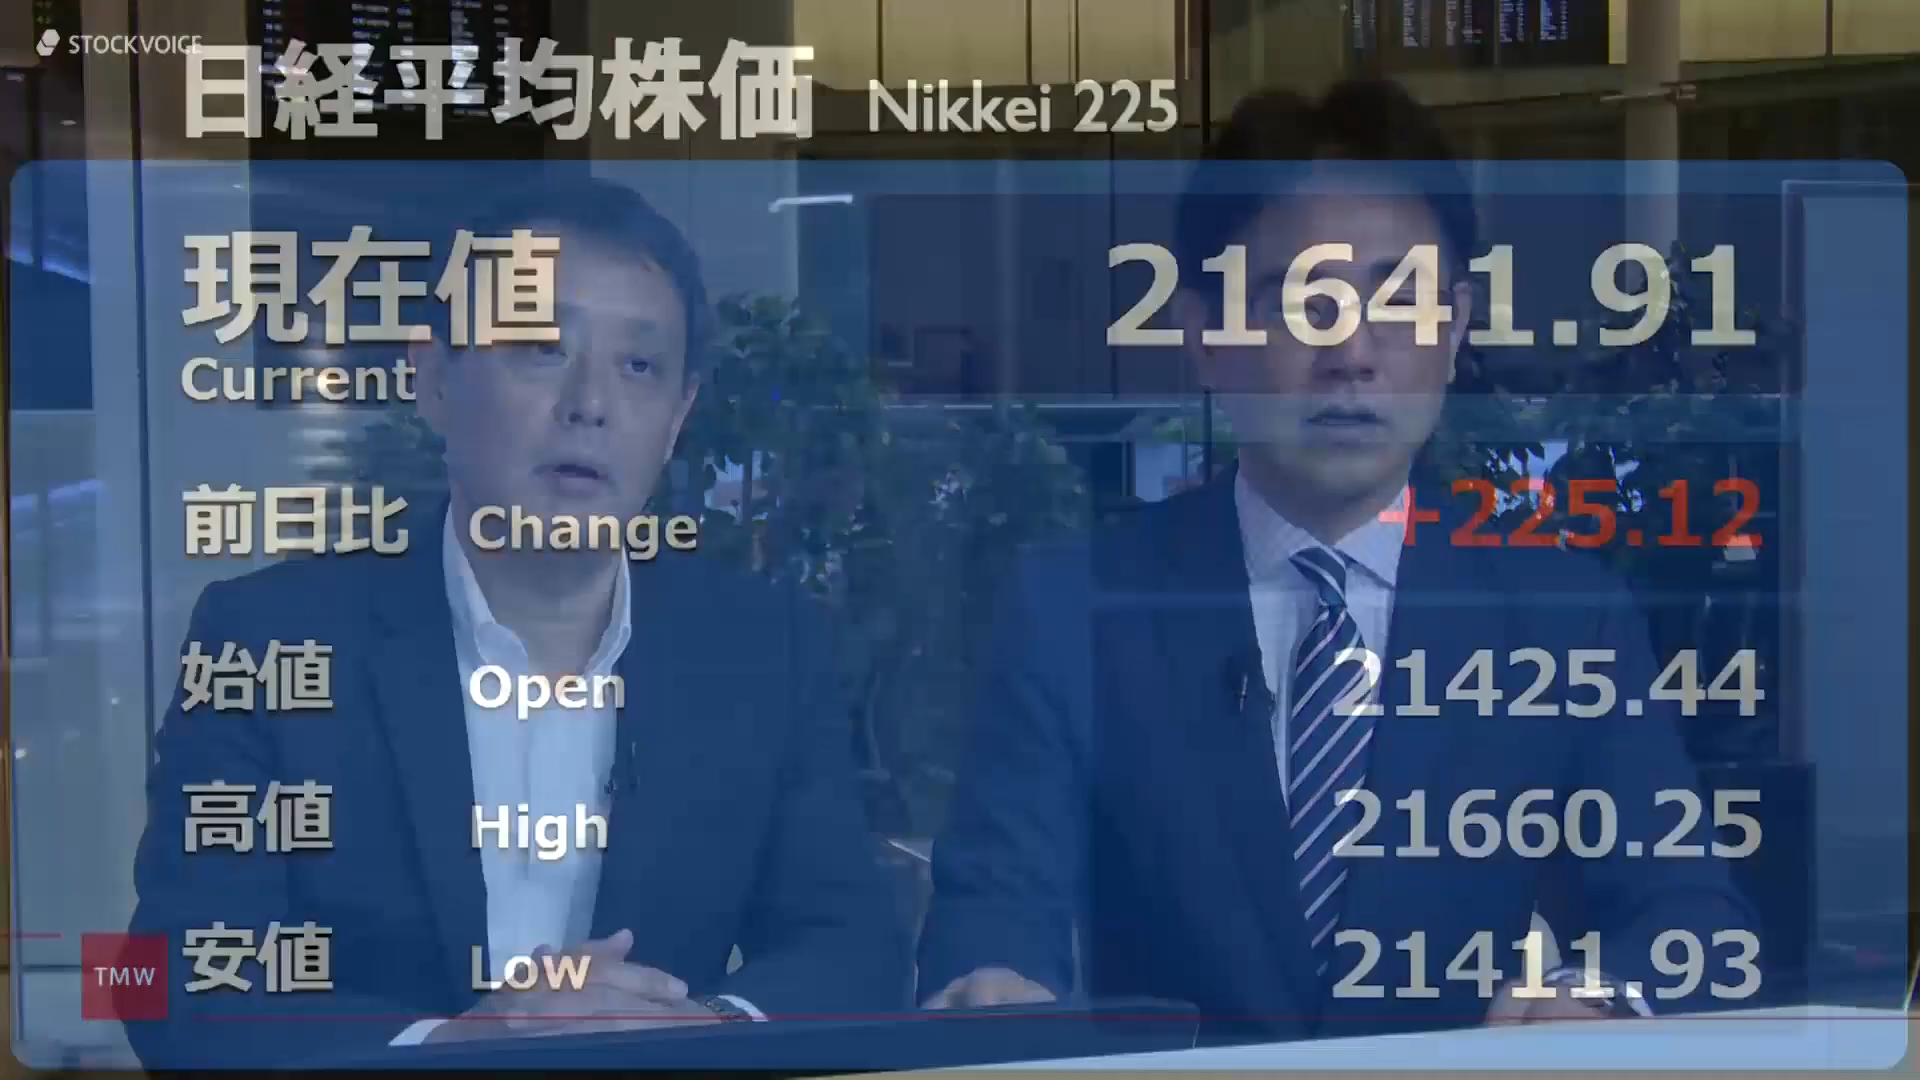 STOCKVOICE
日経平均株価 Nikkei 225
現在値 21641.91
Current
前日比 Change +225.12
始値 Open 21425.44
高値 High 21660.25
安値 Low 21411.93
TMW